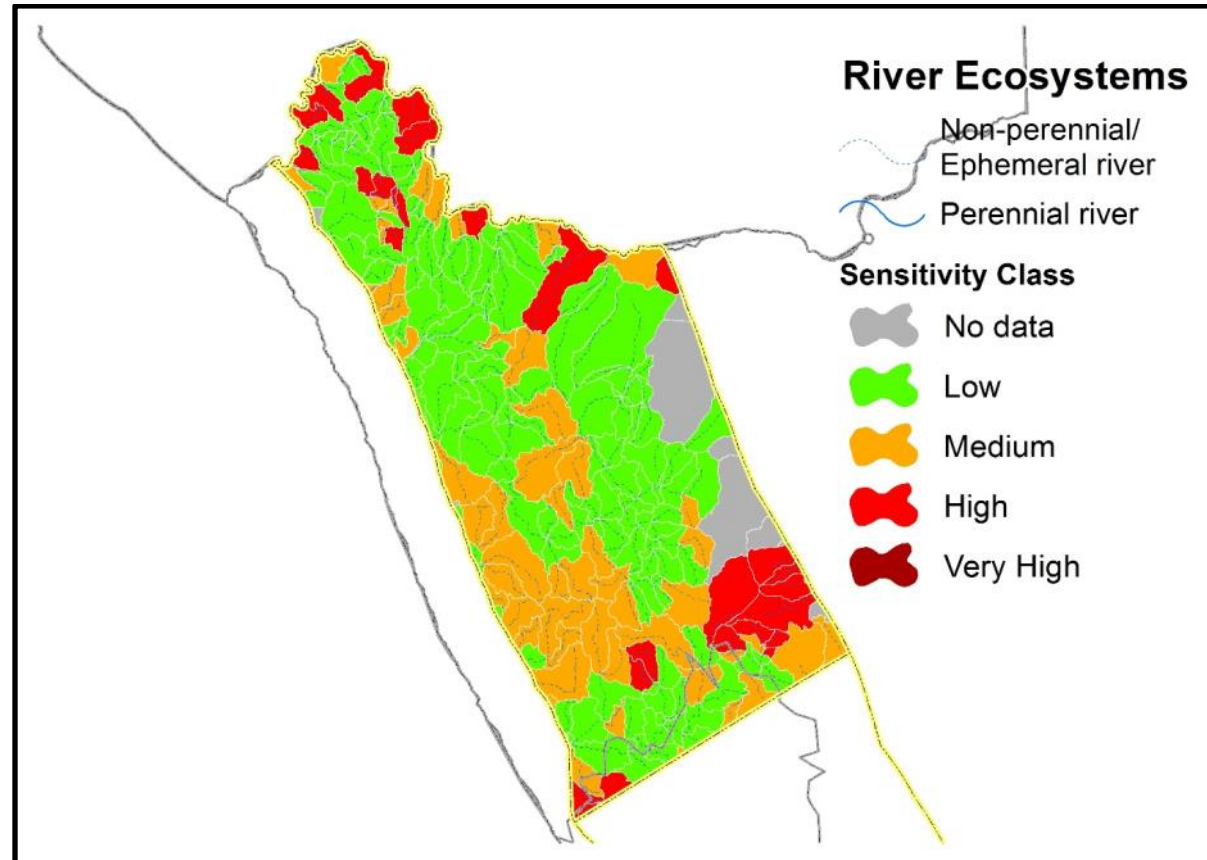 River Ecosystems
Non-perennial/
Ephemeral river
Perennial river
Sensitivity Class
No data
Low
Medium
High
Very High